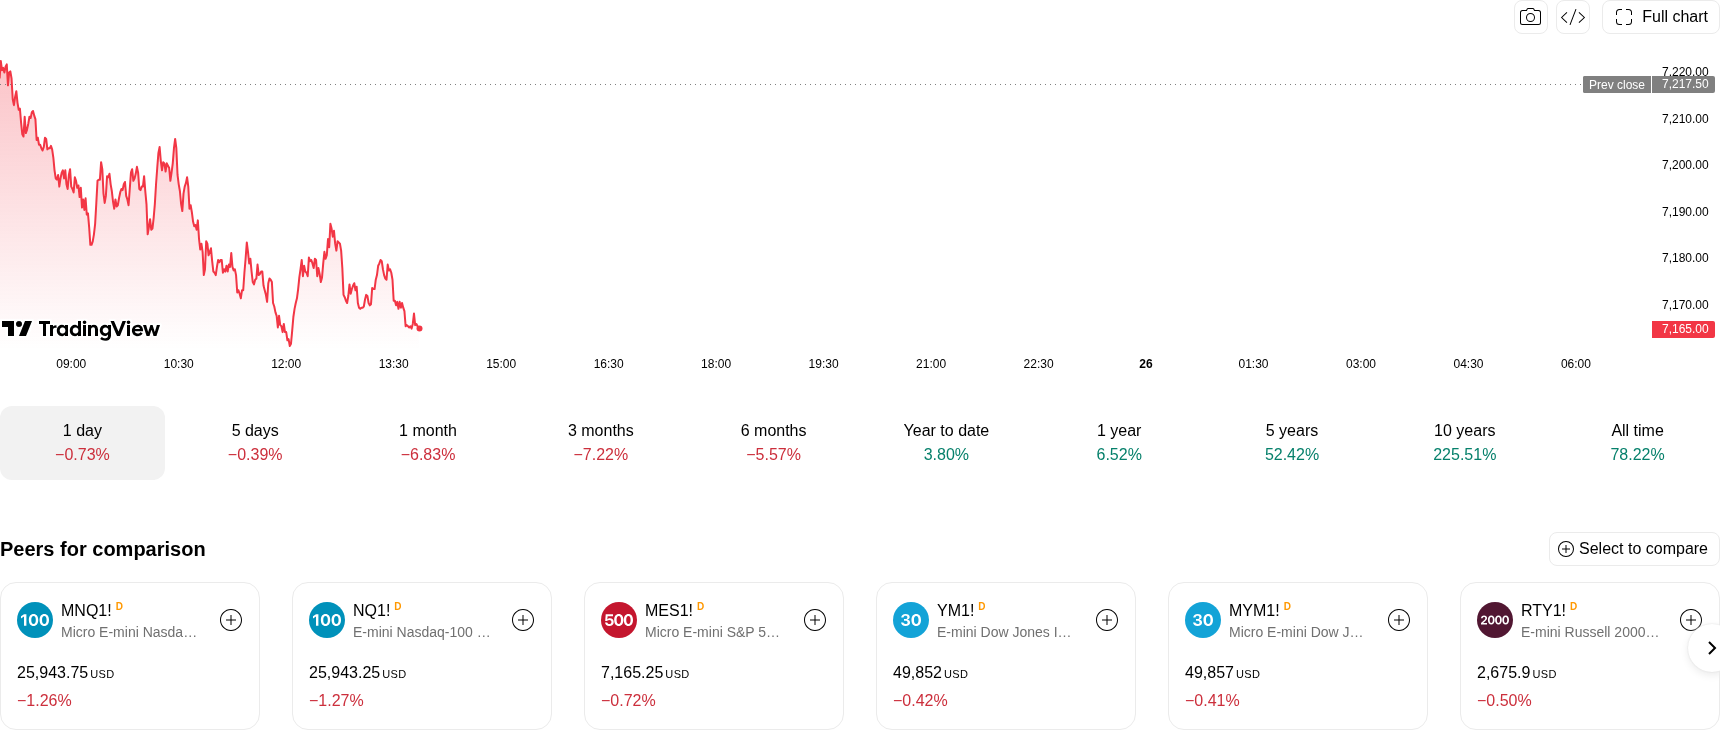 Full chart
7,220.00
Prev close 7,217.50
7,210.00
7,200.00
7,190.00
7,180.00
7,170.00
7,165.00
TradingView
09:00 10:30 12:00 13:30 15:00 16:30 18:00 19:30 21:00 22:30 26 01:30 03:00 04:30 06:00
1 day 5 days 1 month 3 months 6 months Year to date 1 year 5 years 10 years All time
−0.73% −0.39% −6.83% −7.22% −5.57% 3.80% 6.52% 52.42% 225.51% 78.22%
Peers for comparison
Select to compare
100 MNQ1! D
Micro E-mini Nasda…
25,943.75 USD
−1.26%
100 NQ1! D
E-mini Nasdaq-100 …
25,943.25 USD
−1.27%
500 MES1! D
Micro E-mini S&P 5…
7,165.25 USD
−0.72%
30 YM1! D
E-mini Dow Jones I…
49,852 USD
−0.42%
30 MYM1! D
Micro E-mini Dow J…
49,857 USD
−0.41%
2000 RTY1! D
E-mini Russell 2000…
2,675.9 USD
−0.50%